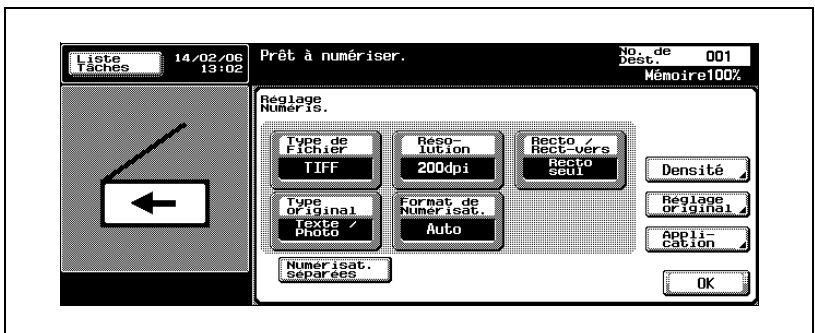 Liste
Tâches
14/02/06
13:02
Prêt à numériser.
No. de
Dest.
001
Mémoire100%
Réglage
Numéris.
Type de
Fichier
TIFF
Réso-
lution
200dpi
Recto /
Rect-vers
Recto
seul
Type
original
Texte /
Photo
Format de
Numérisat.
Auto
Numérisat.
séparées
Densité
Réglage
original
Appli-
cation
OK